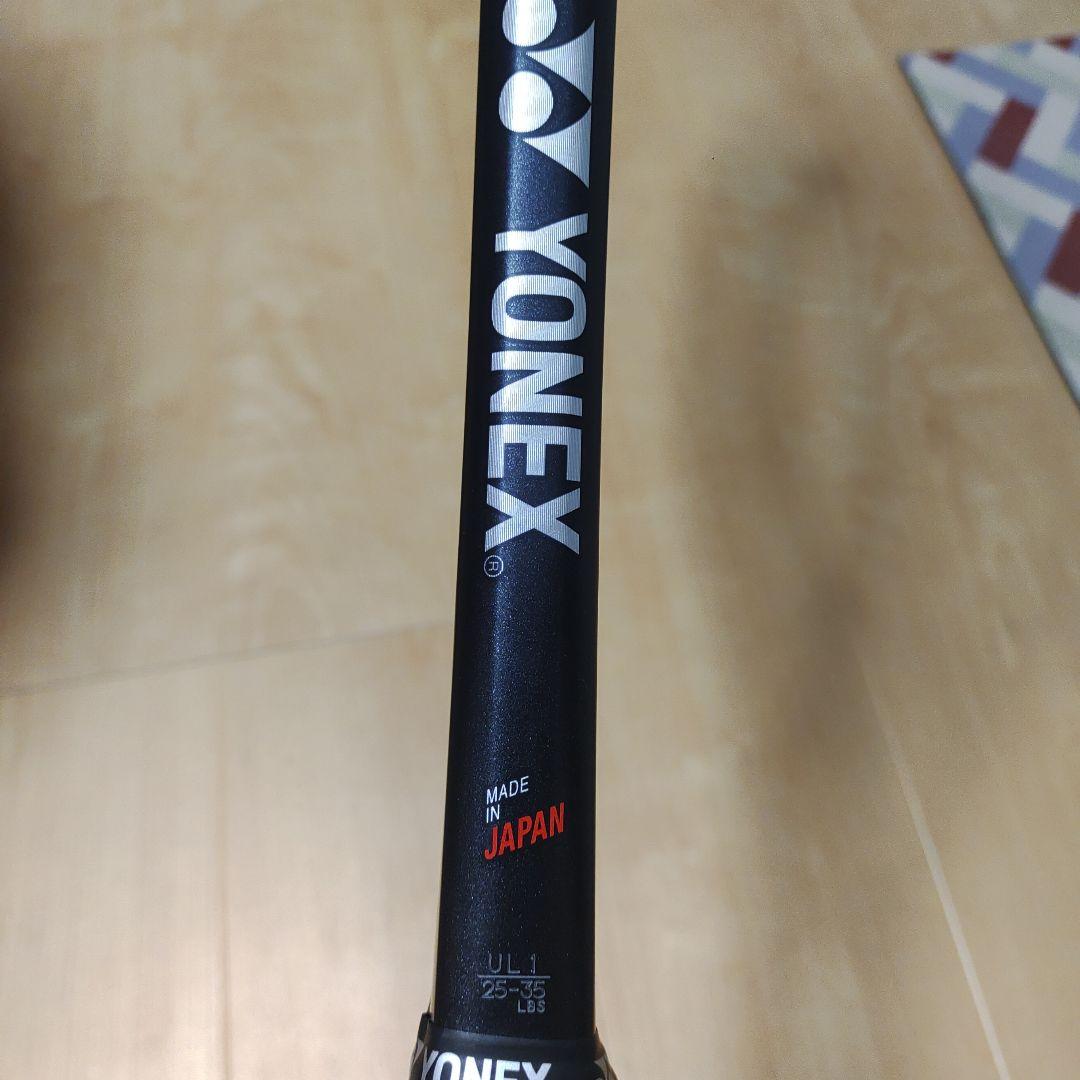 YONEX®
MADE
IN
JAPAN
UL1
25-35
LBS
YONEX